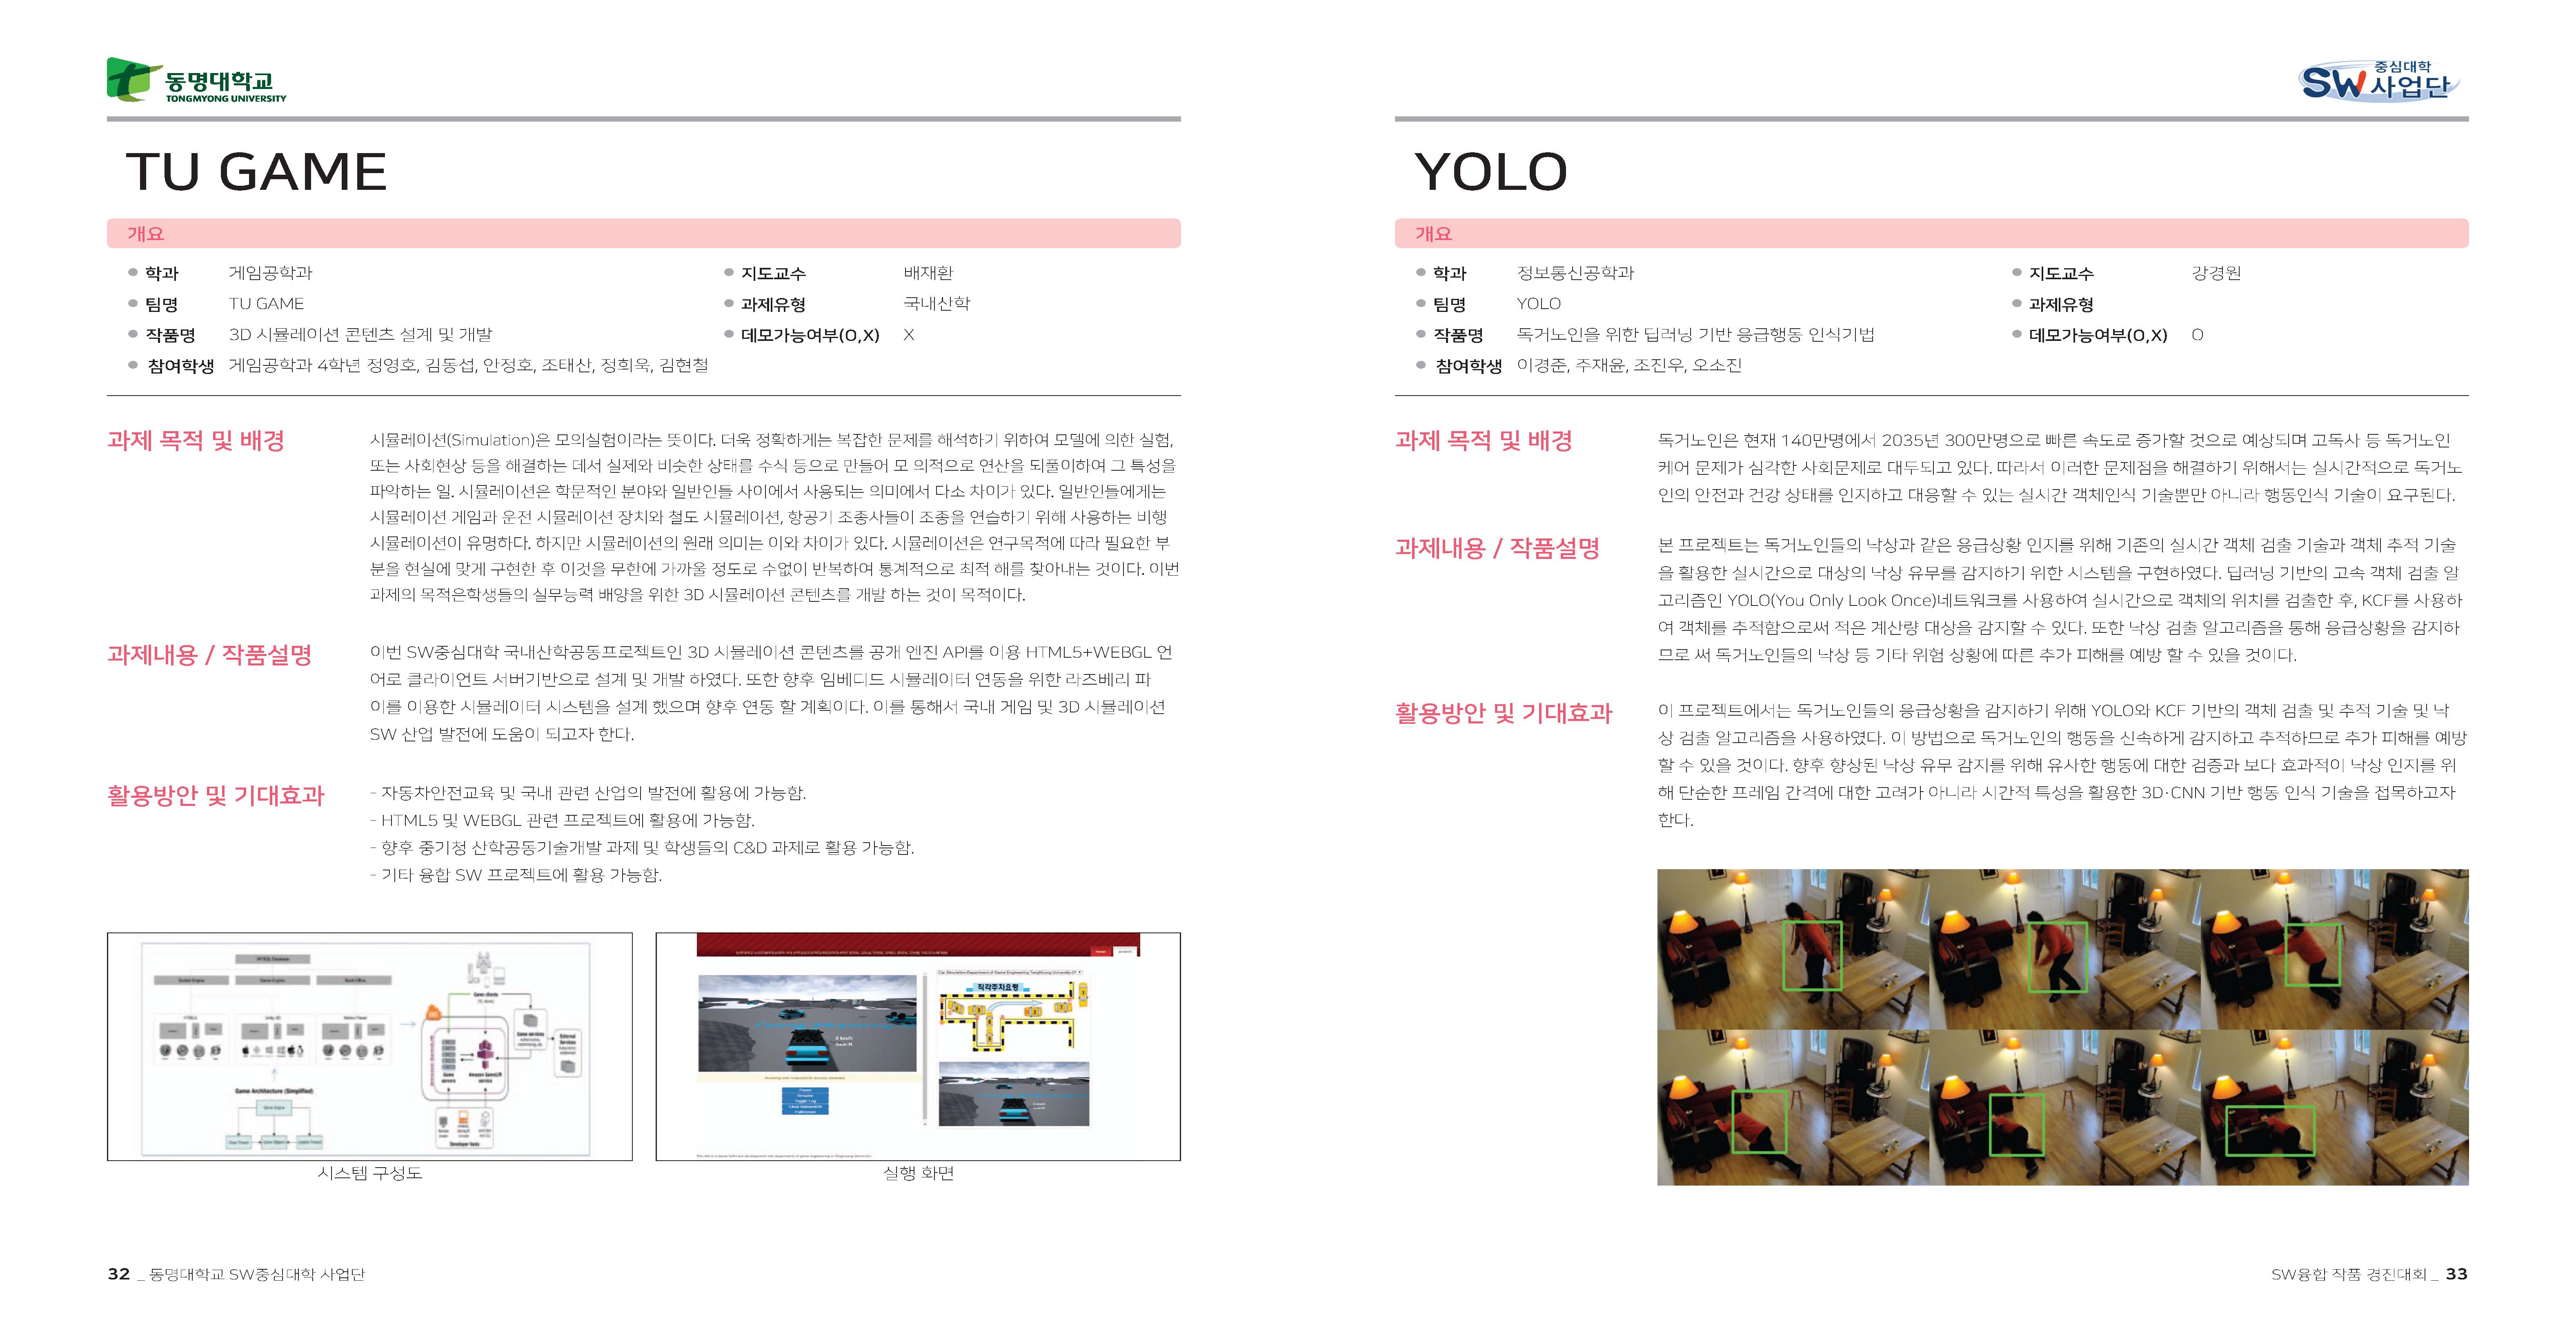 동명대학교
TONGMYONG UNIVERSITY
TU GAME
개요
학과 게임공학과
팀명 TU GAME
작품명 3D 시뮬레이션 콘텐츠 설계 및 개발
참여학생 게임공학과 4학년 정영호, 김동섭, 안정호, 조태산, 정희욱, 김현철
지도교수 배재환
과제유형 국내산학
데모가능여부(O,X) X
과제 목적 및 배경
시뮬레이션(Simulation)은 모의실험이라는 뜻이다. 더욱 정확하게는 복잡한 문제를 해석하기 위하여 모델에 의한 실험,
또는 사회현상 등을 해결하는 데서 실제와 비슷한 상태를 수식 등으로 만들어 모 의적으로 연산을 되풀이하여 그 특성을
파악하는 일. 시뮬레이션은 학문적인 분야와 일반인들 사이에서 사용되는 의미에서 다소 차이가 있다. 일반인들에게는
시뮬레이션 게임과 운전 시뮬레이션 장치와 철도 시뮬레이션, 항공기 조종사들이 조종을 연습하기 위해 사용하는 비행
시뮬레이션이 유명하다. 하지만 시뮬레이션의 원래 의미는 이와 차이가 있다. 시뮬레이션은 연구목적에 따라 필요한 부
분을 현실에 맞게 구현한 후 이것을 무한에 가까울 정도로 수없이 반복하여 통계적으로 최적 해를 찾아내는 것이다. 이번
과제의 목적은학생들의 실무능력 배양을 위한 3D 시뮬레이션 콘텐츠를 개발 하는 것이 목적이다.
과제내용 / 작품설명
이번 SW중심대학 국내산학공동프로젝트인 3D 시뮬레이션 콘텐츠를 공개 엔진 API를 이용 HTML5+WEBGL 언
어로 클라이언트 서버기반으로 설계 및 개발 하였다. 또한 향후 임베디드 시뮬레이터 연동을 위한 라즈베리 파
이를 이용한 시뮬레이터 시스템을 설계 했으며 향후 연동 할 계획이다. 이를 통해서 국내 게임 및 3D 시뮬레이션
SW 산업 발전에 도움이 되고자 한다.
활용방안 및 기대효과
- 자동차안전교육 및 국내 관련 산업의 발전에 활용에 가능함.
- HTML5 및 WEBGL 관련 프로젝트에 활용에 가능함.
- 향후 중기청 산학공동기술개발 과제 및 학생들의 C&D 과제로 활용 가능함.
- 기타 융합 SW 프로젝트에 활용 가능함.
Game Architecture (Simplified)
Developer tools
직각주차요령
시스템 구성도
실행 화면
32 _ 동명대학교 SW중심대학 사업단
SW 중심대학 사업단
YOLO
개요
학과 정보통신공학과
팀명 YOLO
작품명 독거노인을 위한 딥러닝 기반 응급행동 인식기법
참여학생 이경준, 주재윤, 조진우, 오소진
지도교수 강경원
과제유형
데모가능여부(O,X) O
과제 목적 및 배경
독거노인은 현재 140만명에서 2035년 300만명으로 빠른 속도로 증가할 것으로 예상되며 고독사 등 독거노인
케어 문제가 심각한 사회문제로 대두되고 있다. 따라서 이러한 문제점을 해결하기 위해서는 실시간적으로 독거노
인의 안전과 건강 상태를 인지하고 대응할 수 있는 실시간 객체인식 기술뿐만 아니라 행동인식 기술이 요구된다.
과제내용 / 작품설명
본 프로젝트는 독거노인들의 낙상과 같은 응급상황 인지를 위해 기존의 실시간 객체 검출 기술과 객체 추적 기술
을 활용한 실시간으로 대상의 낙상 유무를 감지하기 위한 시스템을 구현하였다. 딥러닝 기반의 고속 객체 검출 알
고리즘인 YOLO(You Only Look Once)네트워크를 사용하여 실시간으로 객체의 위치를 검출한 후, KCF를 사용하
여 객체를 추적함으로써 적은 계산량 대상을 감지할 수 있다. 또한 낙상 검출 알고리즘을 통해 응급상황을 감지하
므로 써 독거노인들의 낙상 등 기타 위험 상황에 따른 추가 피해를 예방 할 수 있을 것이다.
활용방안 및 기대효과
이 프로젝트에서는 독거노인들의 응급상황을 감지하기 위해 YOLO와 KCF 기반의 객체 검출 및 추적 기술 및 낙
상 검출 알고리즘을 사용하였다. 이 방법으로 독거노인의 행동을 신속하게 감지하고 추적하므로 추가 피해를 예방
할 수 있을 것이다. 향후 향상된 낙상 유무 감지를 위해 유사한 행동에 대한 검증과 보다 효과적이 낙상 인지를 위
해 단순한 프레임 간격에 대한 고려가 아니라 시간적 특성을 활용한 3D·CNN 기반 행동 인식 기술을 접목하고자
한다.
SW융합 작품 경진대회 _ 33